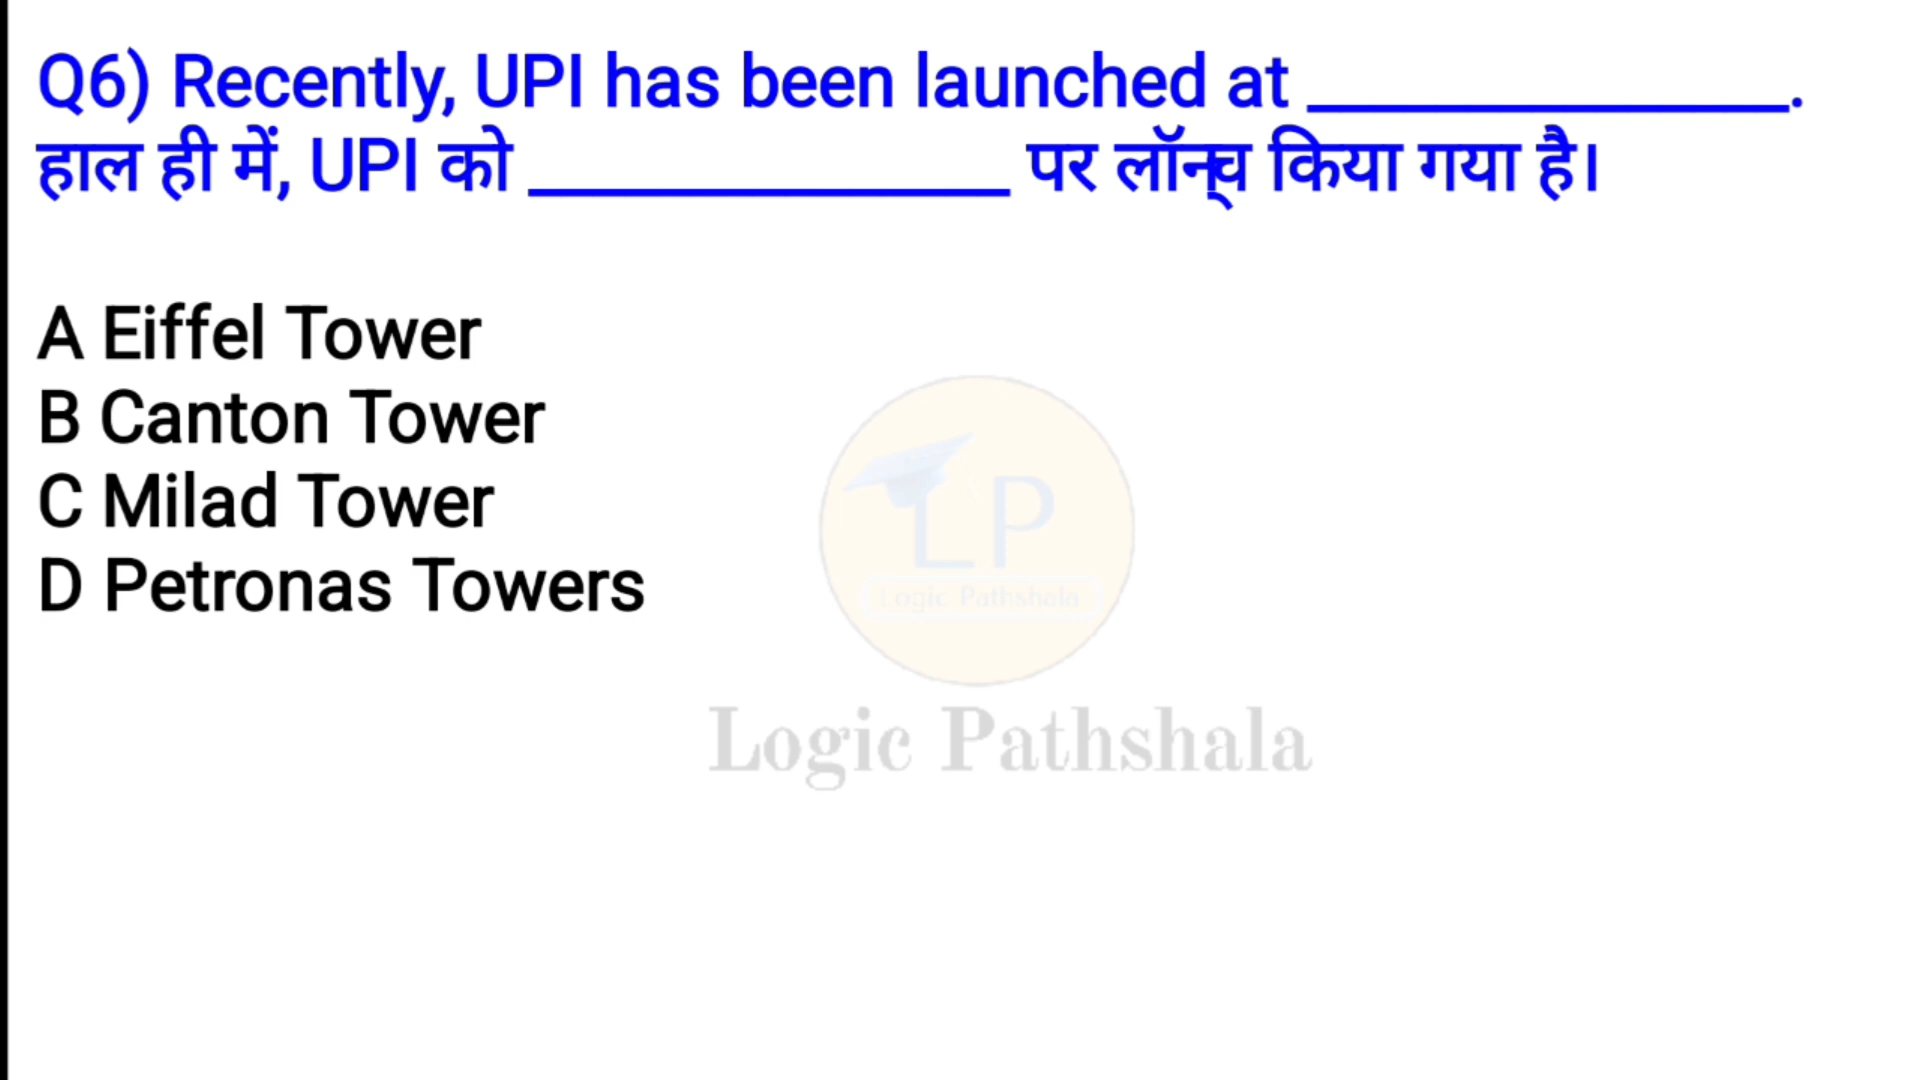 Q6) Recently, UPI has been launched at ______________.
हाल ही में, UPI को ______________ पर लॉन्च किया गया है।
A Eiffel Tower
B Canton Tower
C Milad Tower
D Petronas Towers
LP
Logic Pathshala
Logic Pathshala